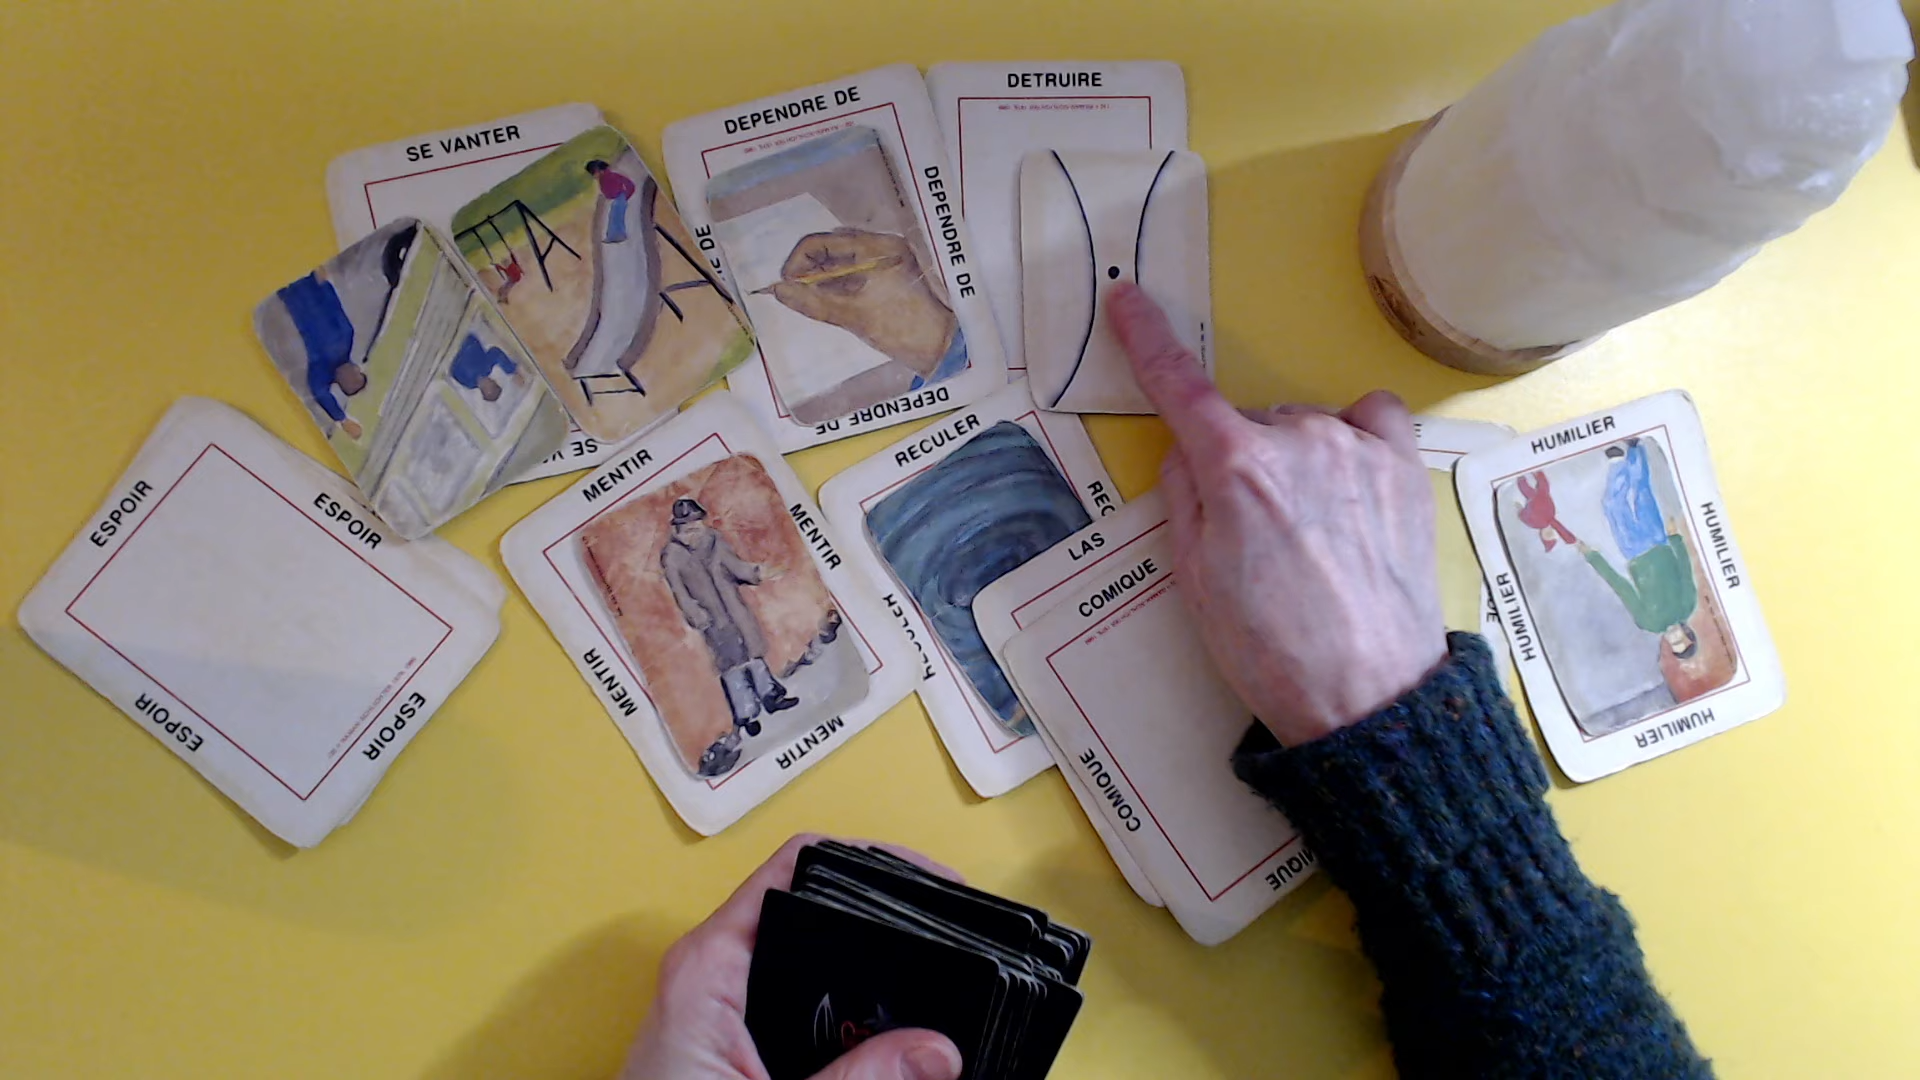 SE VANTER
DEPENDRE DE
DEPENDRE DE
DEPENDRE DE
DETRUIRE
ESPOIR
ESPOIR
ESPOIR
ESPOIR
MENTIR
MENTIR
MENTIR
MENTIR
RECULER
LAS
COMIQUE
COMIQUE
HUMILIER
HUMILIER
HUMILIER
HUMILIER